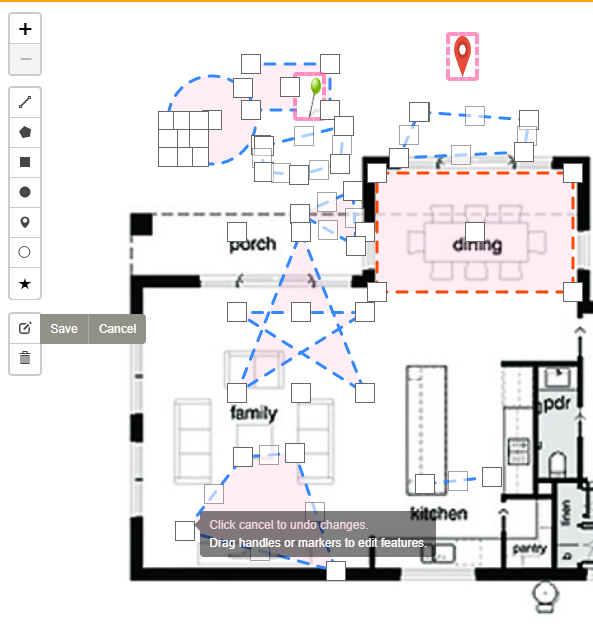 +
−
porch
dining
Save Cancel
pdr
family
Click cancel to undo changes.
Drag handles or markers to edit features.
kitchen
linen
pantry